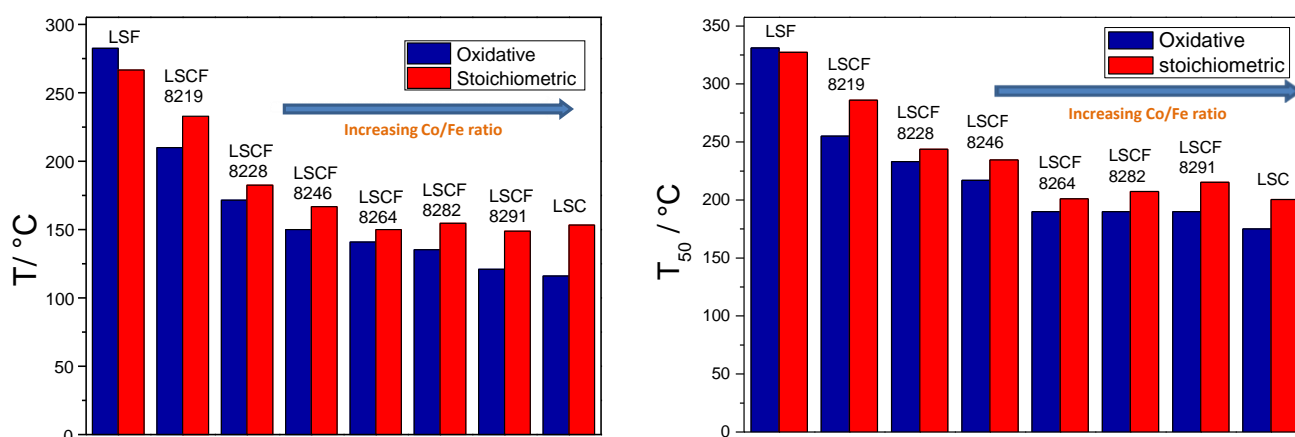 300
250
200
150
100
50
0
T/ °C
LSF
LSCF
8219
LSCF
8228
LSCF
8246
LSCF
8264
LSCF
8282
LSCF
8291
LSC
Oxidative
Stoichiometric
Increasing Co/Fe ratio
350
300
250
200
150
100
50
0
T50 / °C
LSF
LSCF
8219
LSCF
8228
LSCF
8246
LSCF
8264
LSCF
8282
LSCF
8291
LSC
Oxidative
stoichiometric
Increasing Co/Fe ratio